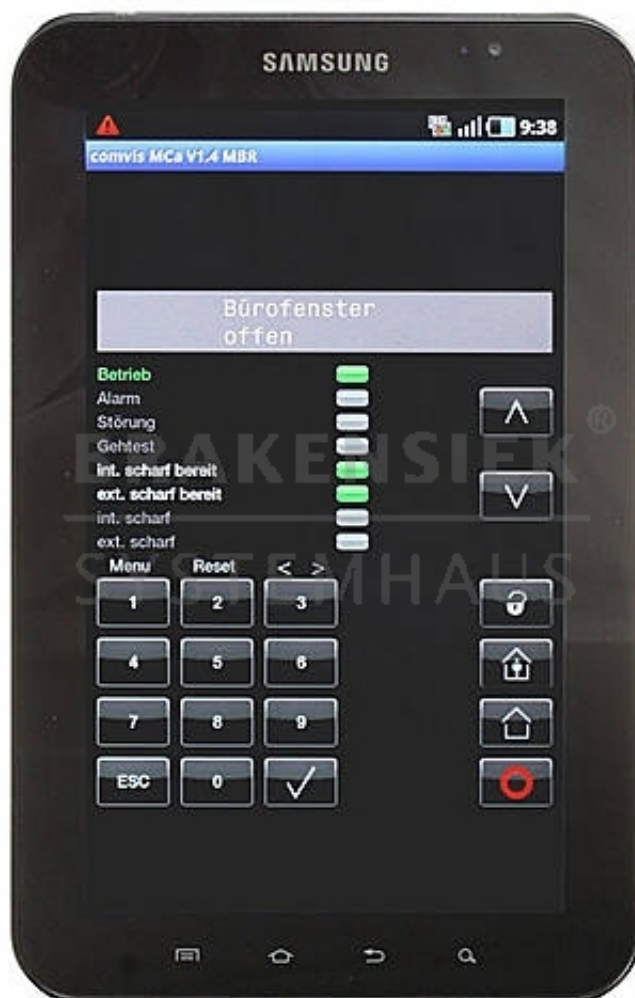 SAMSUNG
9:38
comvis MCa V1.4 MBR
Bürofenster
offen
Betrieb
Alarm
Störung
Gehtest
int. scharf bereit
ext. scharf bereit
int. scharf
ext. scharf
BRAKENSIEK®
SYSTEMHAUS
Menu Reset < >
1 2 3
4 5 6
7 8 9
ESC 0